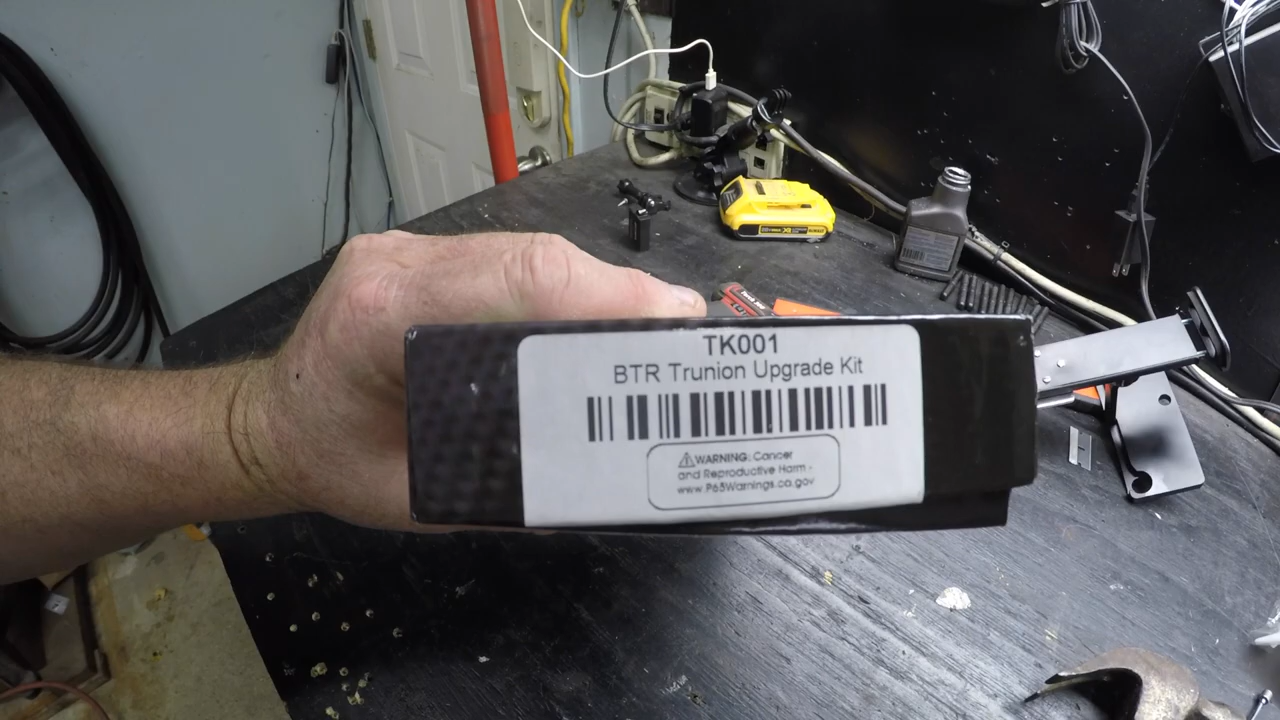 TK001
BTR Trunion Upgrade Kit
WARNING: Cancer
and Reproductive Harm -
www.P65Warnings.ca.gov